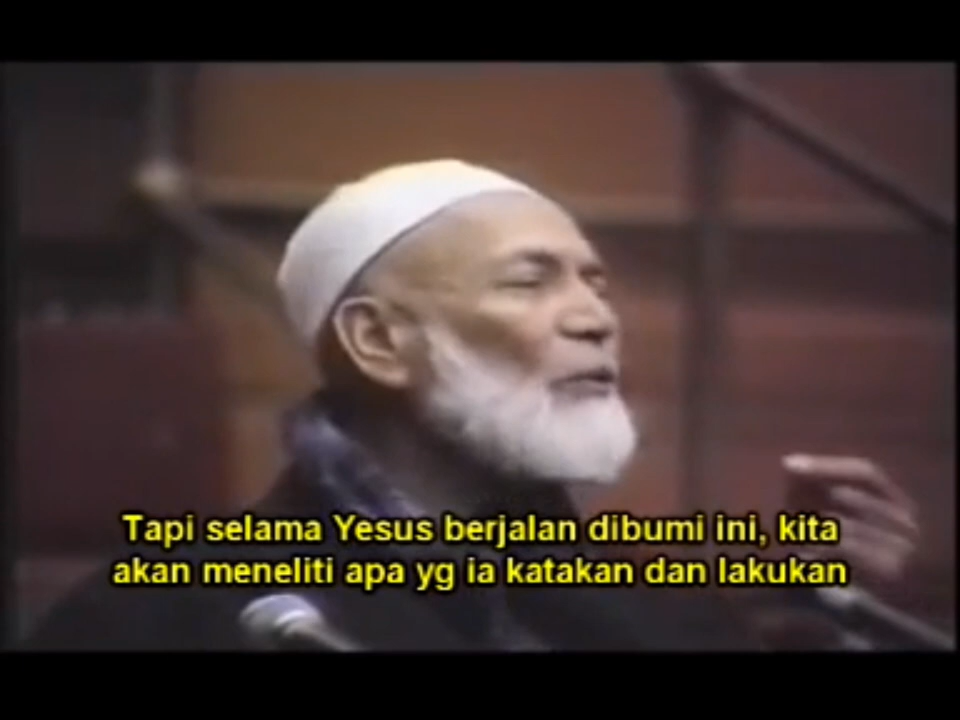 Tapi selama Yesus berjalan dibumi ini, kita
akan meneliti apa yg ia katakan dan lakukan